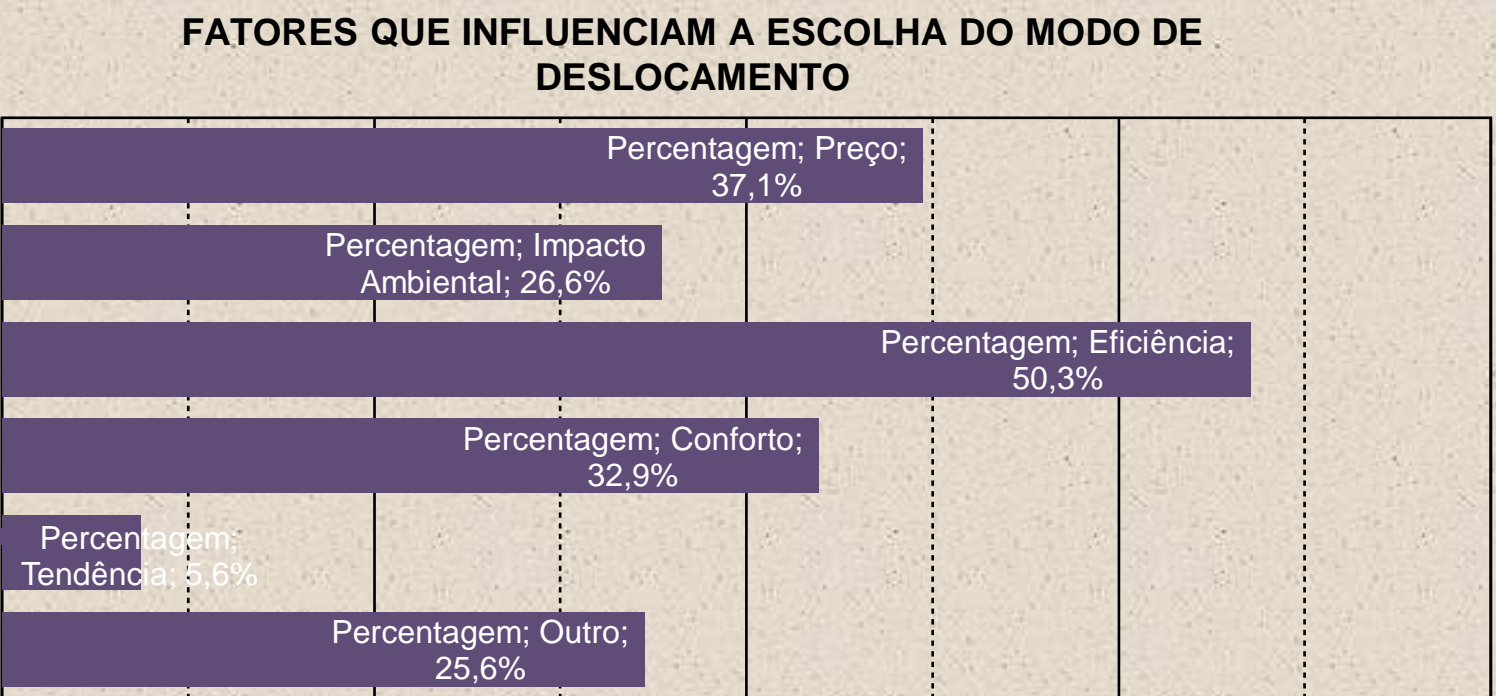 FATORES QUE INFLUENCIAM A ESCOLHA DO MODO DE
DESLOCAMENTO
Percentagem; Preço;
37,1%
Percentagem; Impacto
Ambiental; 26,6%
Percentagem; Eficiência;
50,3%
Percentagem; Conforto;
32,9%
Percentagem;
Tendência; 5,6%
Percentagem; Outro;
25,6%